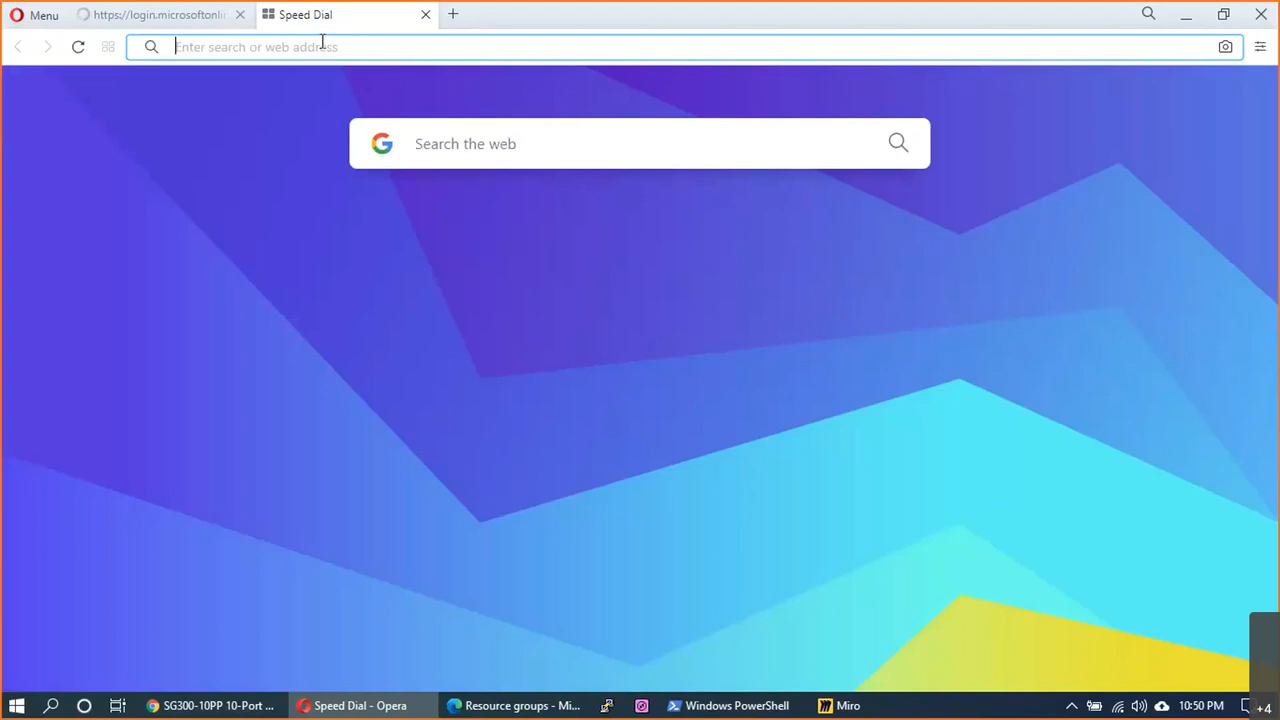 Menu
https://login.microsoftonli
Speed Dial
Enter search or web address
Search the web
SG300-10PP 10-Port ...
Speed Dial - Opera
Resource groups - Mi...
Windows PowerShell
Miro
10:50 PM
+4